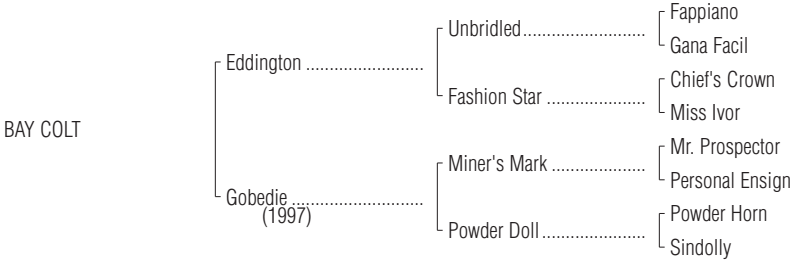 Fappiano
Unbridled..........................
Gana Facil
Eddington .........................
Chief's Crown
Fashion Star .....................
Miss Ivor
BAY COLT
Mr. Prospector
Miner's Mark ....................
Personal Ensign
Gobedie ............................
(1997)
Powder Horn
Powder Doll......................
Sindolly